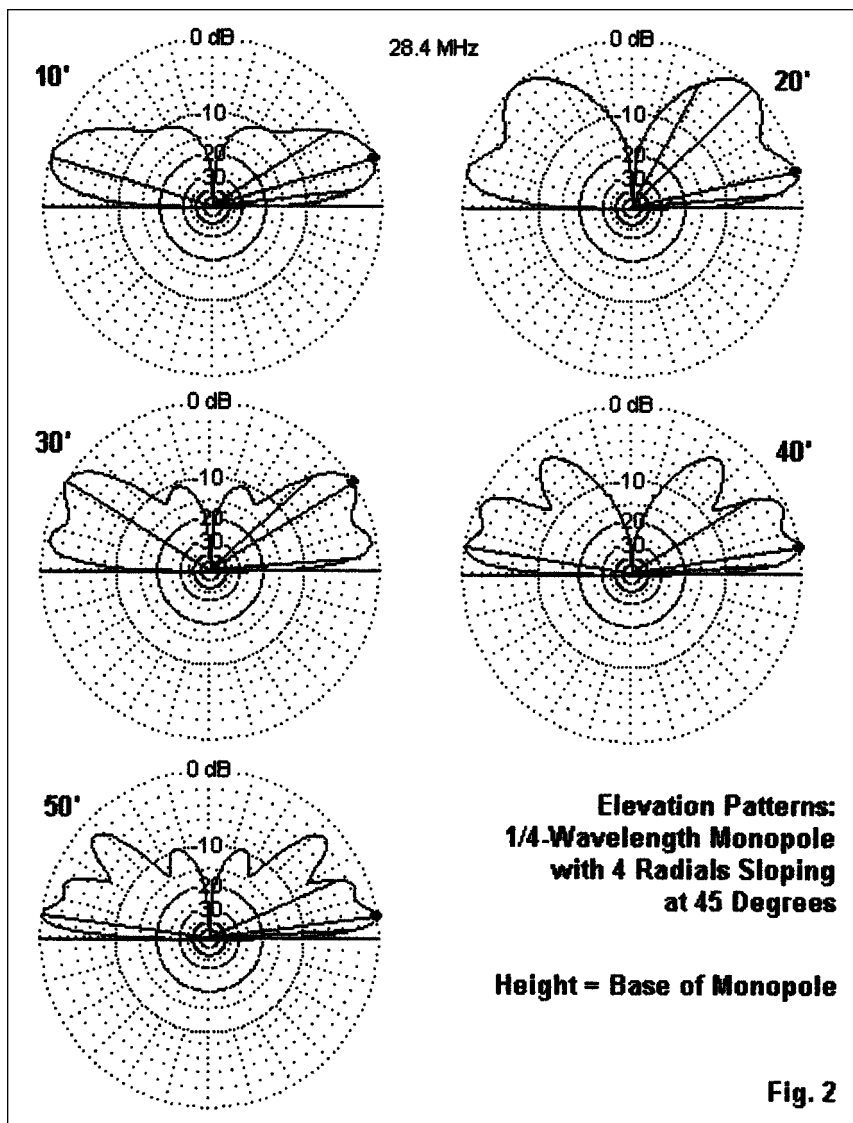 28.4 MHz
10'
0 dB
-10
20
30
20'
0 dB
-10
20
30
30'
0 dB
-10
20
30
40'
0 dB
-10
20
30
50'
0 dB
-10
20
30
Elevation Patterns:
1/4-Wavelength Monopole
with 4 Radials Sloping
at 45 Degrees
Height = Base of Monopole
Fig. 2